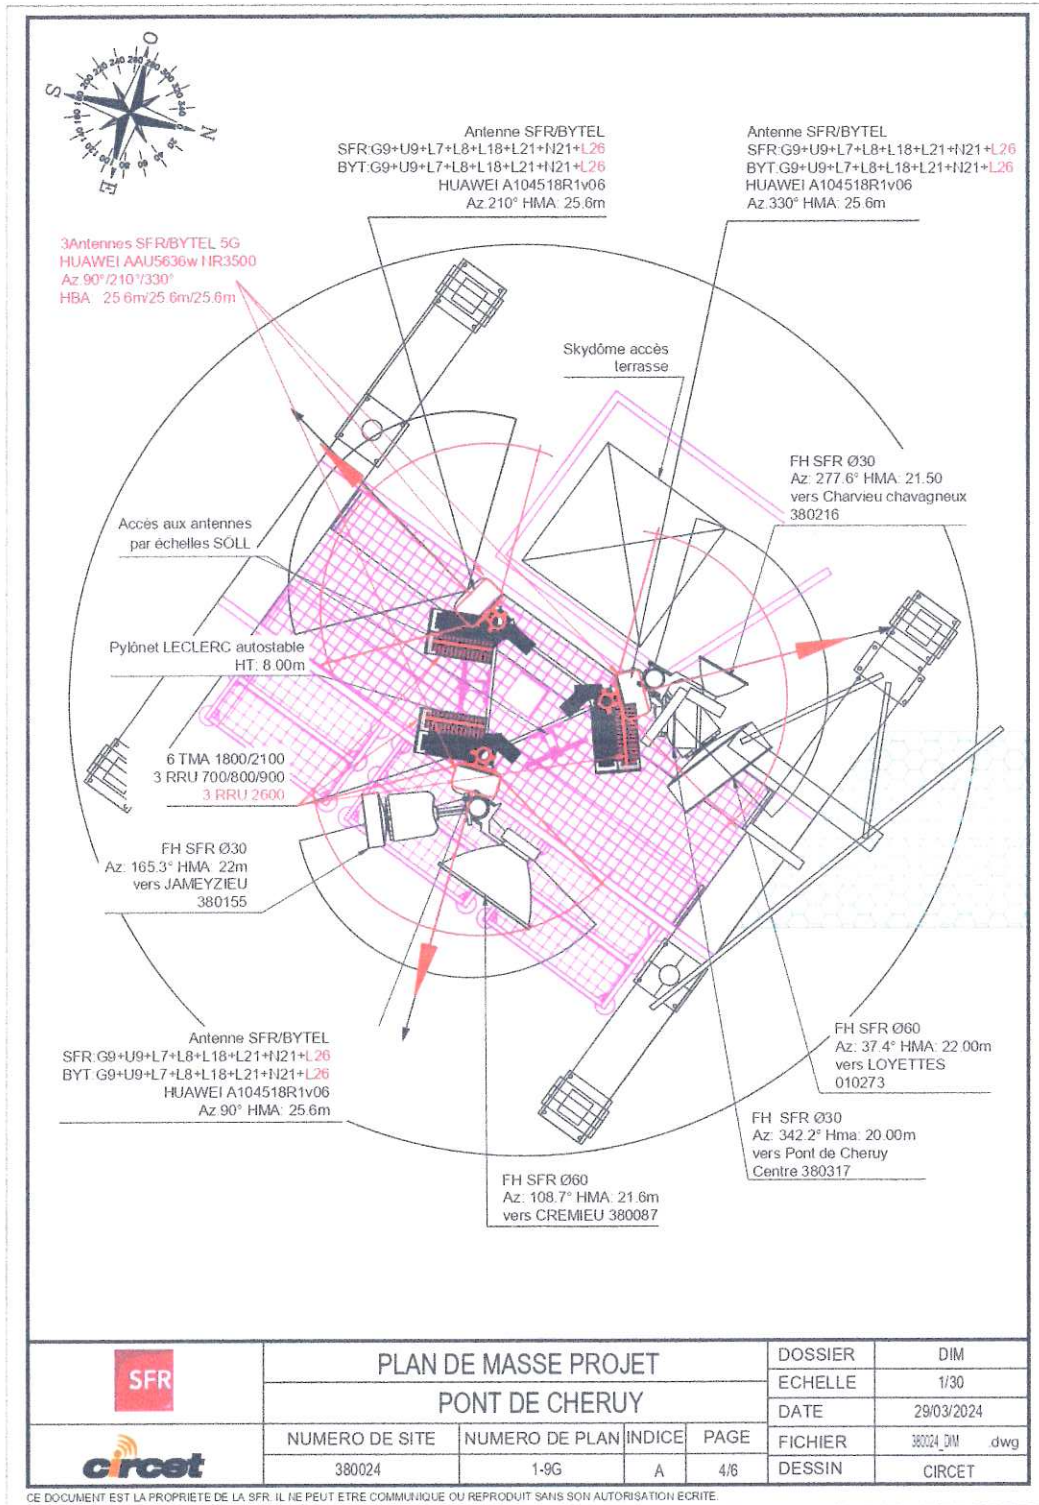 O
S
N
E
Antenne SFR/BYTEL
SFR:G9+U9+L7+L8+L18+L21+N21+L26
BYT:G9+U9+L7+L8+L18+L21+N21+L26
HUAWEI A104518R1v06
Az.210° HMA: 25.6m
Antenne SFR/BYTEL
SFR:G9+U9+L7+L8+L18+L21+N21+L26
BYT:G9+U9+L7+L8+L18+L21+N21+L26
HUAWEI A104518R1v06
Az.330° HMA: 25.6m
3Antennes SFR/BYTEL 5G
HUAWEI AAU5636w NR3500
Az.90°/210°/330°
HBA 25.6m/25.6m/25.6m
Skydôme accès
terrasse
FH SFR Ø30
Az: 277.6° HMA: 21.50
vers Charvieu chavagneux
380216
Accès aux antennes
par échelles SOLL
Pylônet LECLERC autostable
HT: 8.00m
6 TMA 1800/2100
3 RRU 700/800/900
3 RRU 2600
FH SFR Ø30
Az: 165.3° HMA: 22m
vers JAMEYZIEU
380155
Antenne SFR/BYTEL
SFR:G9+U9+L7+L8+L18+L21+N21+L26
BYT:G9+U9+L7+L8+L18+L21+N21+L26
HUAWEI A104518R1v06
Az.90° HMA: 25.6m
FH SFR Ø60
Az: 37.4° HMA: 22.00m
vers LOYETTES
010273
FH SFR Ø30
Az: 342.2° Hma: 20.00m
vers Pont de Cheruy
Centre 380317
FH SFR Ø60
Az: 108.7° HMA: 21.6m
vers CREMIEU 380087
SFR
circet
PLAN DE MASSE PROJET
PONT DE CHERUY
NUMERO DE SITE NUMERO DE PLAN INDICE PAGE
380024 1-9G A 4/6
DOSSIER DIM
ECHELLE 1/30
DATE 29/03/2024
FICHIER 380024_DIM .dwg
DESSIN CIRCET
CE DOCUMENT EST LA PROPRIETE DE LA SFR. IL NE PEUT ETRE COMMUNIQUE OU REPRODUIT SANS SON AUTORISATION ECRITE.